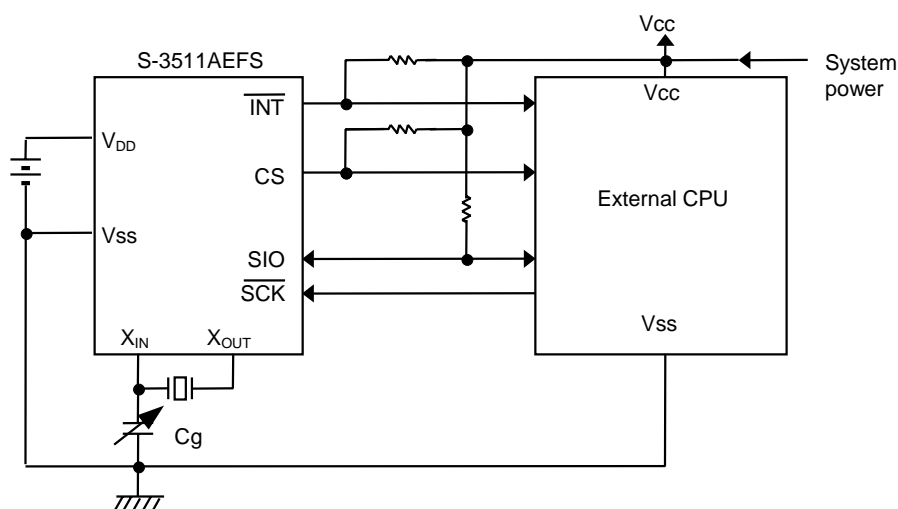 Vcc
S-3511AEFS
System
power
INT
Vcc
VDD
CS
External CPU
Vss
SIO
SCK
Vss
XIN
XOUT
Cg